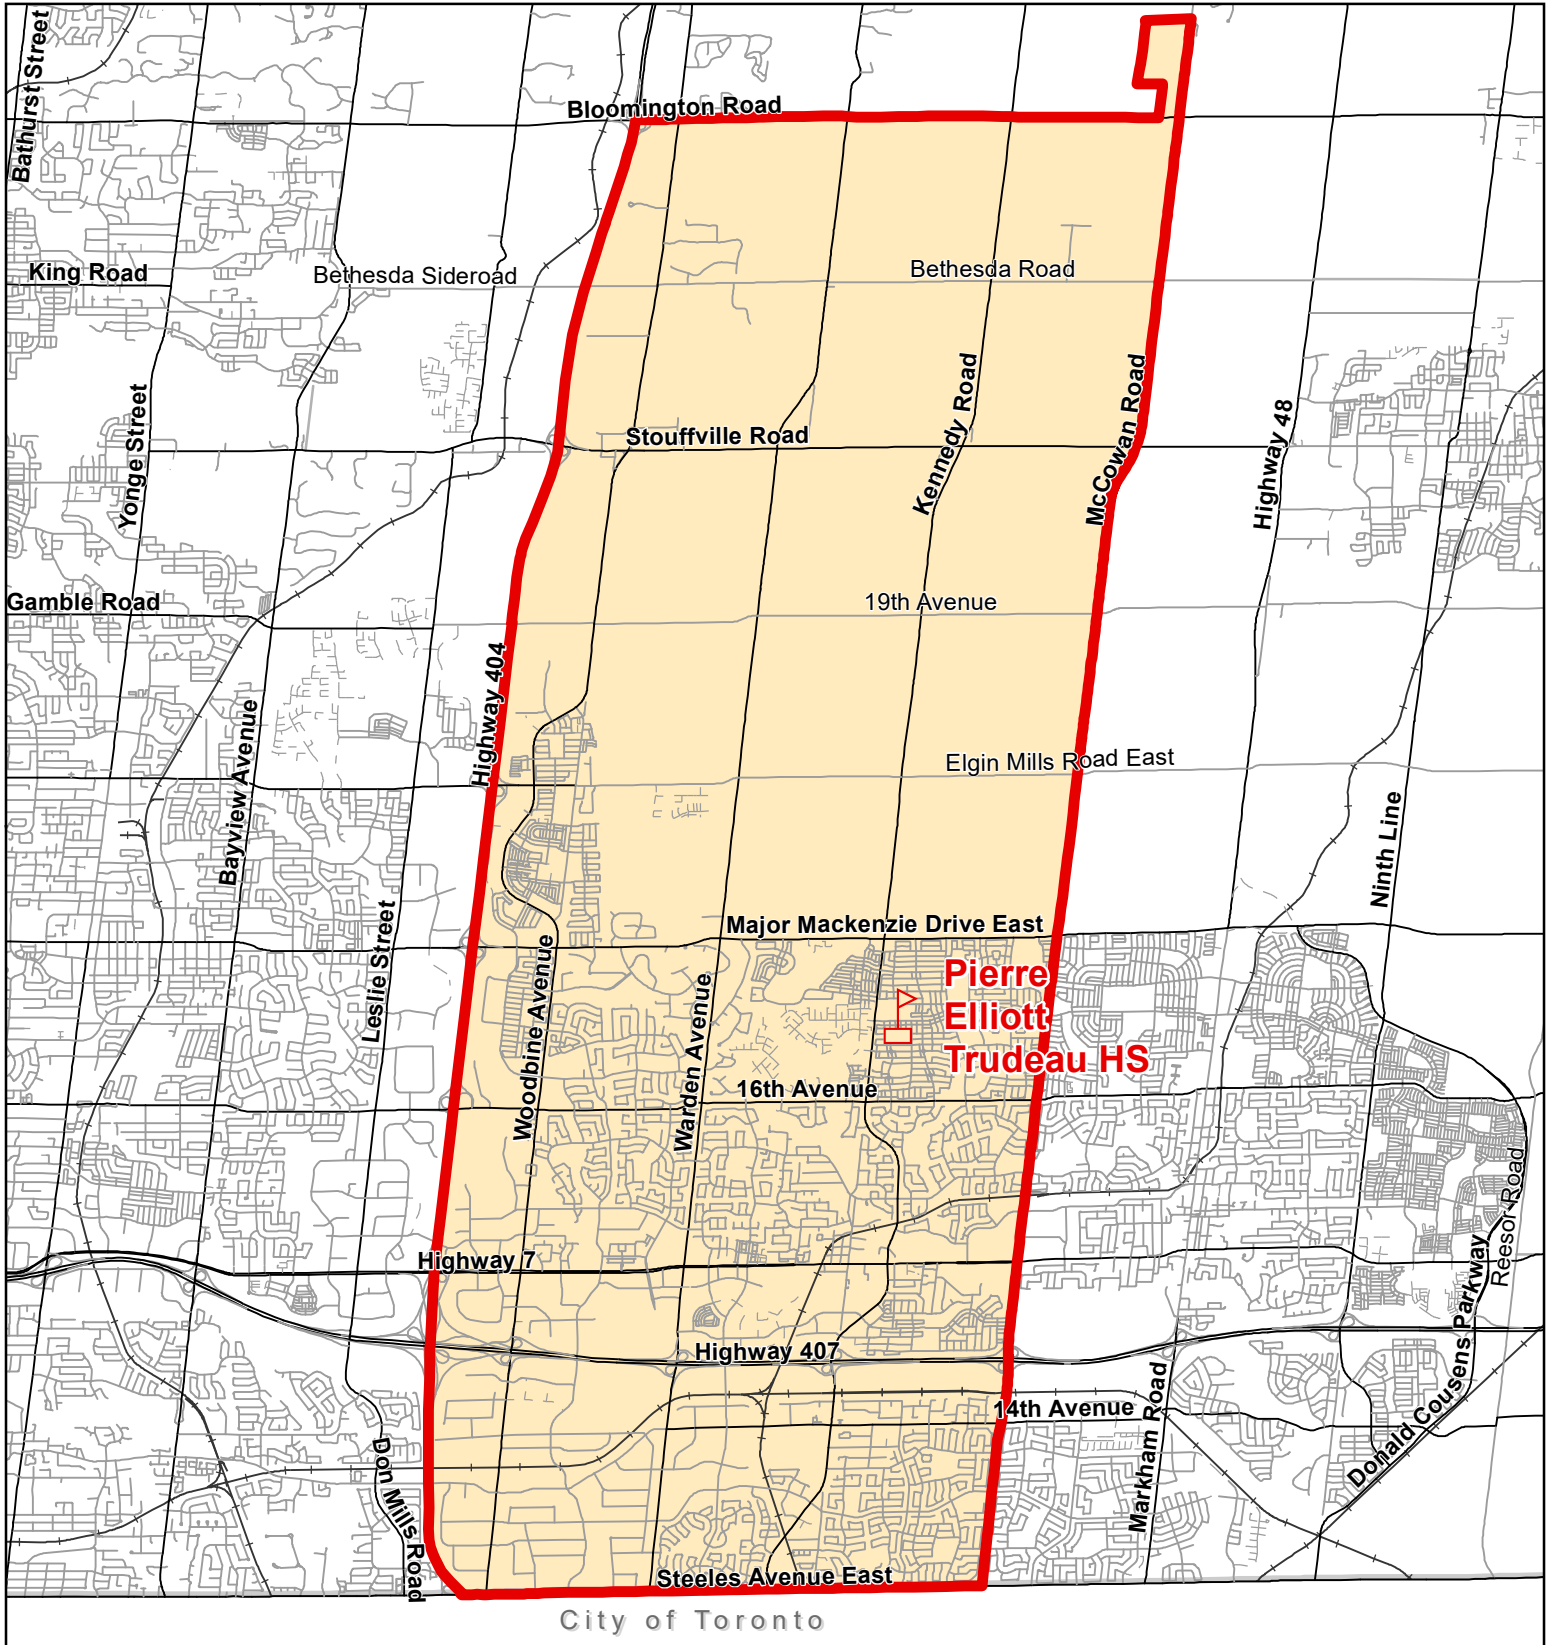 Bathurst Street
Bloomington Road
King Road
Bethesda Sideroad
Bethesda Road
Yonge Street
Stouffville Road
Kennedy Road
McCowan Road
Highway 48
Gamble Road
19th Avenue
Highway 404
Bayview Avenue
Elgin Mills Road East
Ninth Line
Leslie Street
Major Mackenzie Drive East
Woodbine Avenue
Warden Avenue
Pierre
Elliott
Trudeau HS
16th Avenue
Reesor Road
Highway 7
Highway 407
14th Avenue
Markham Road
Donald Cousens Parkway
Don Mills Road
Steeles Avenue East
City of Toronto